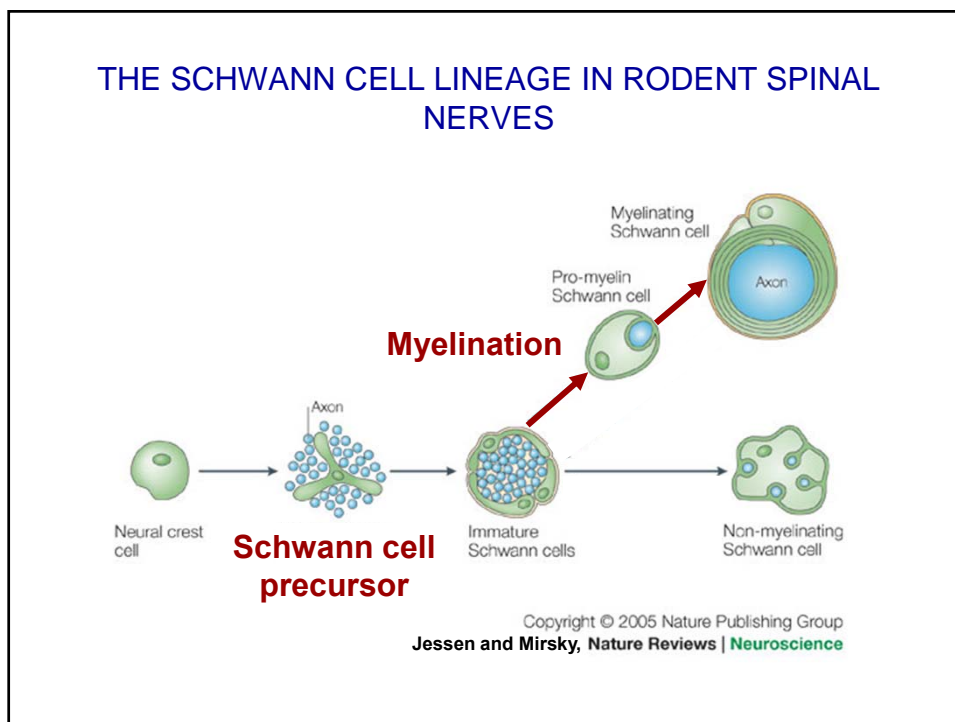 THE SCHWANN CELL LINEAGE IN RODENT SPINAL
NERVES
Myelinating
Schwann cell
Axon
Pro-myelin
Schwann cell
Myelination
Axon
Neural crest
cell
Schwann cell
precursor
Immature
Schwann cells
Non-myelinating
Schwann cell
Copyright © 2005 Nature Publishing Group
Jessen and Mirsky, Nature Reviews | Neuroscience